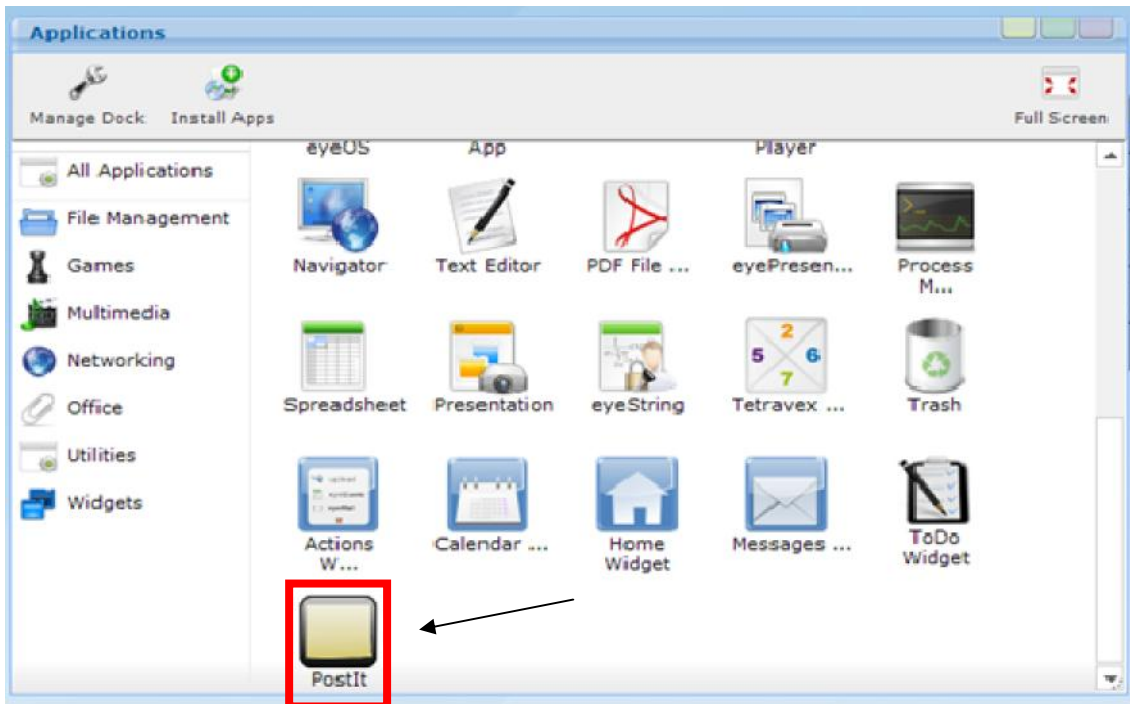 Applications
Manage Dock Install Apps Full Screen
eyeOS App Player
All Applications
File Management
Games
Multimedia
Networking
Office
Utilities
Widgets
Navigator Text Editor PDF File ... eyePresen... Process
M...
Spreadsheet Presentation eyeString Tetravex ... Trash
2
5 6
7
Actions Calendar ... Home Messages ... ToDo
W... Widget Widget
PostIt